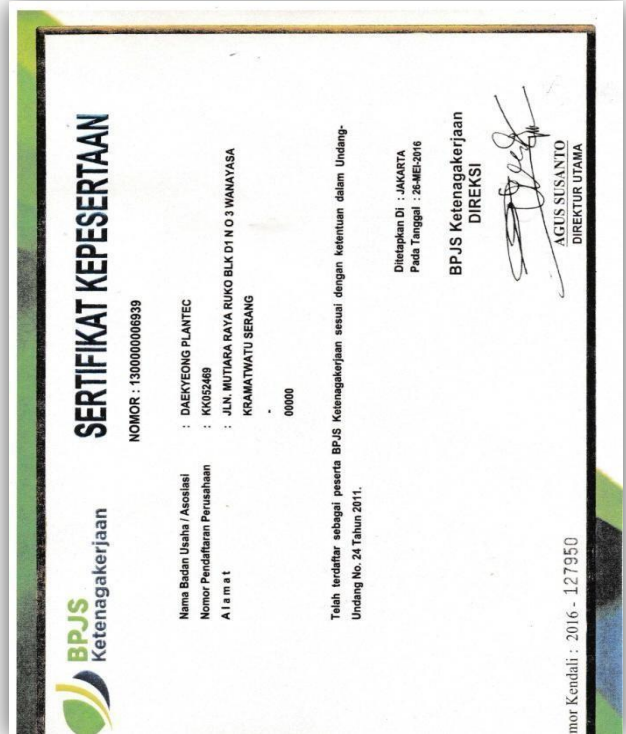 BPJS
Ketenagakerjaan
SERTIFIKAT KEPESERTAAN
NOMOR : 1300000006939
Nama Badan Usaha / Asosiasi : DAEKYEONG PLANTEC
Nomor Pendaftaran Perusahaan : KK052469
A l a m a t : JLN. MUTIARA RAYA RUKO BLK D1 N O 3 WANAYASA
KRAMATWATU SERANG
-
00000
Telah terdaftar sebagai peserta BPJS Ketenagakerjaan sesuai dengan ketentuan dalam Undang-
Undang No. 24 Tahun 2011.
Ditetapkan Di : JAKARTA
Pada Tanggal : 26-MEI-2016
BPJS Ketenagakerjaan
DIREKSI
AGUS SUSANTO
DIREKTUR UTAMA
mor Kendali : 2016 - 127950